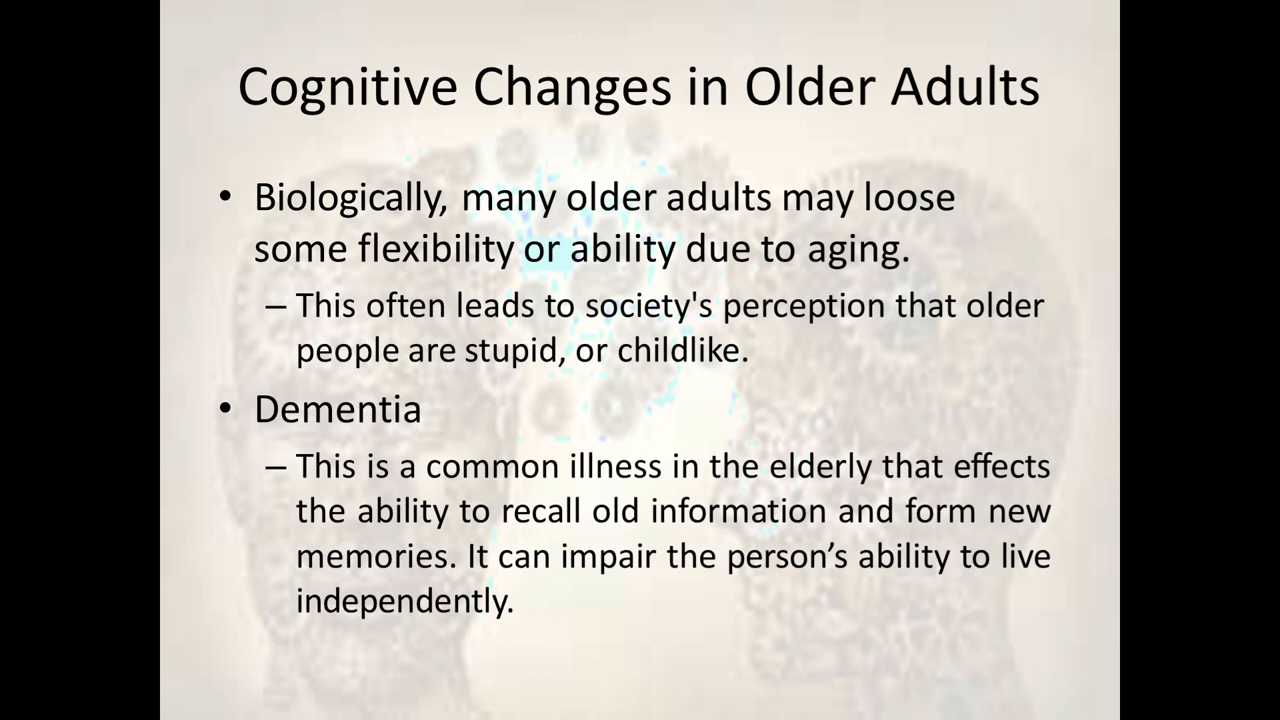 Cognitive Changes in Older Adults
• Biologically, many older adults may loose
some flexibility or ability due to aging.
– This often leads to society's perception that older
people are stupid, or childlike.
• Dementia
– This is a common illness in the elderly that effects
the ability to recall old information and form new
memories. It can impair the person’s ability to live
independently.